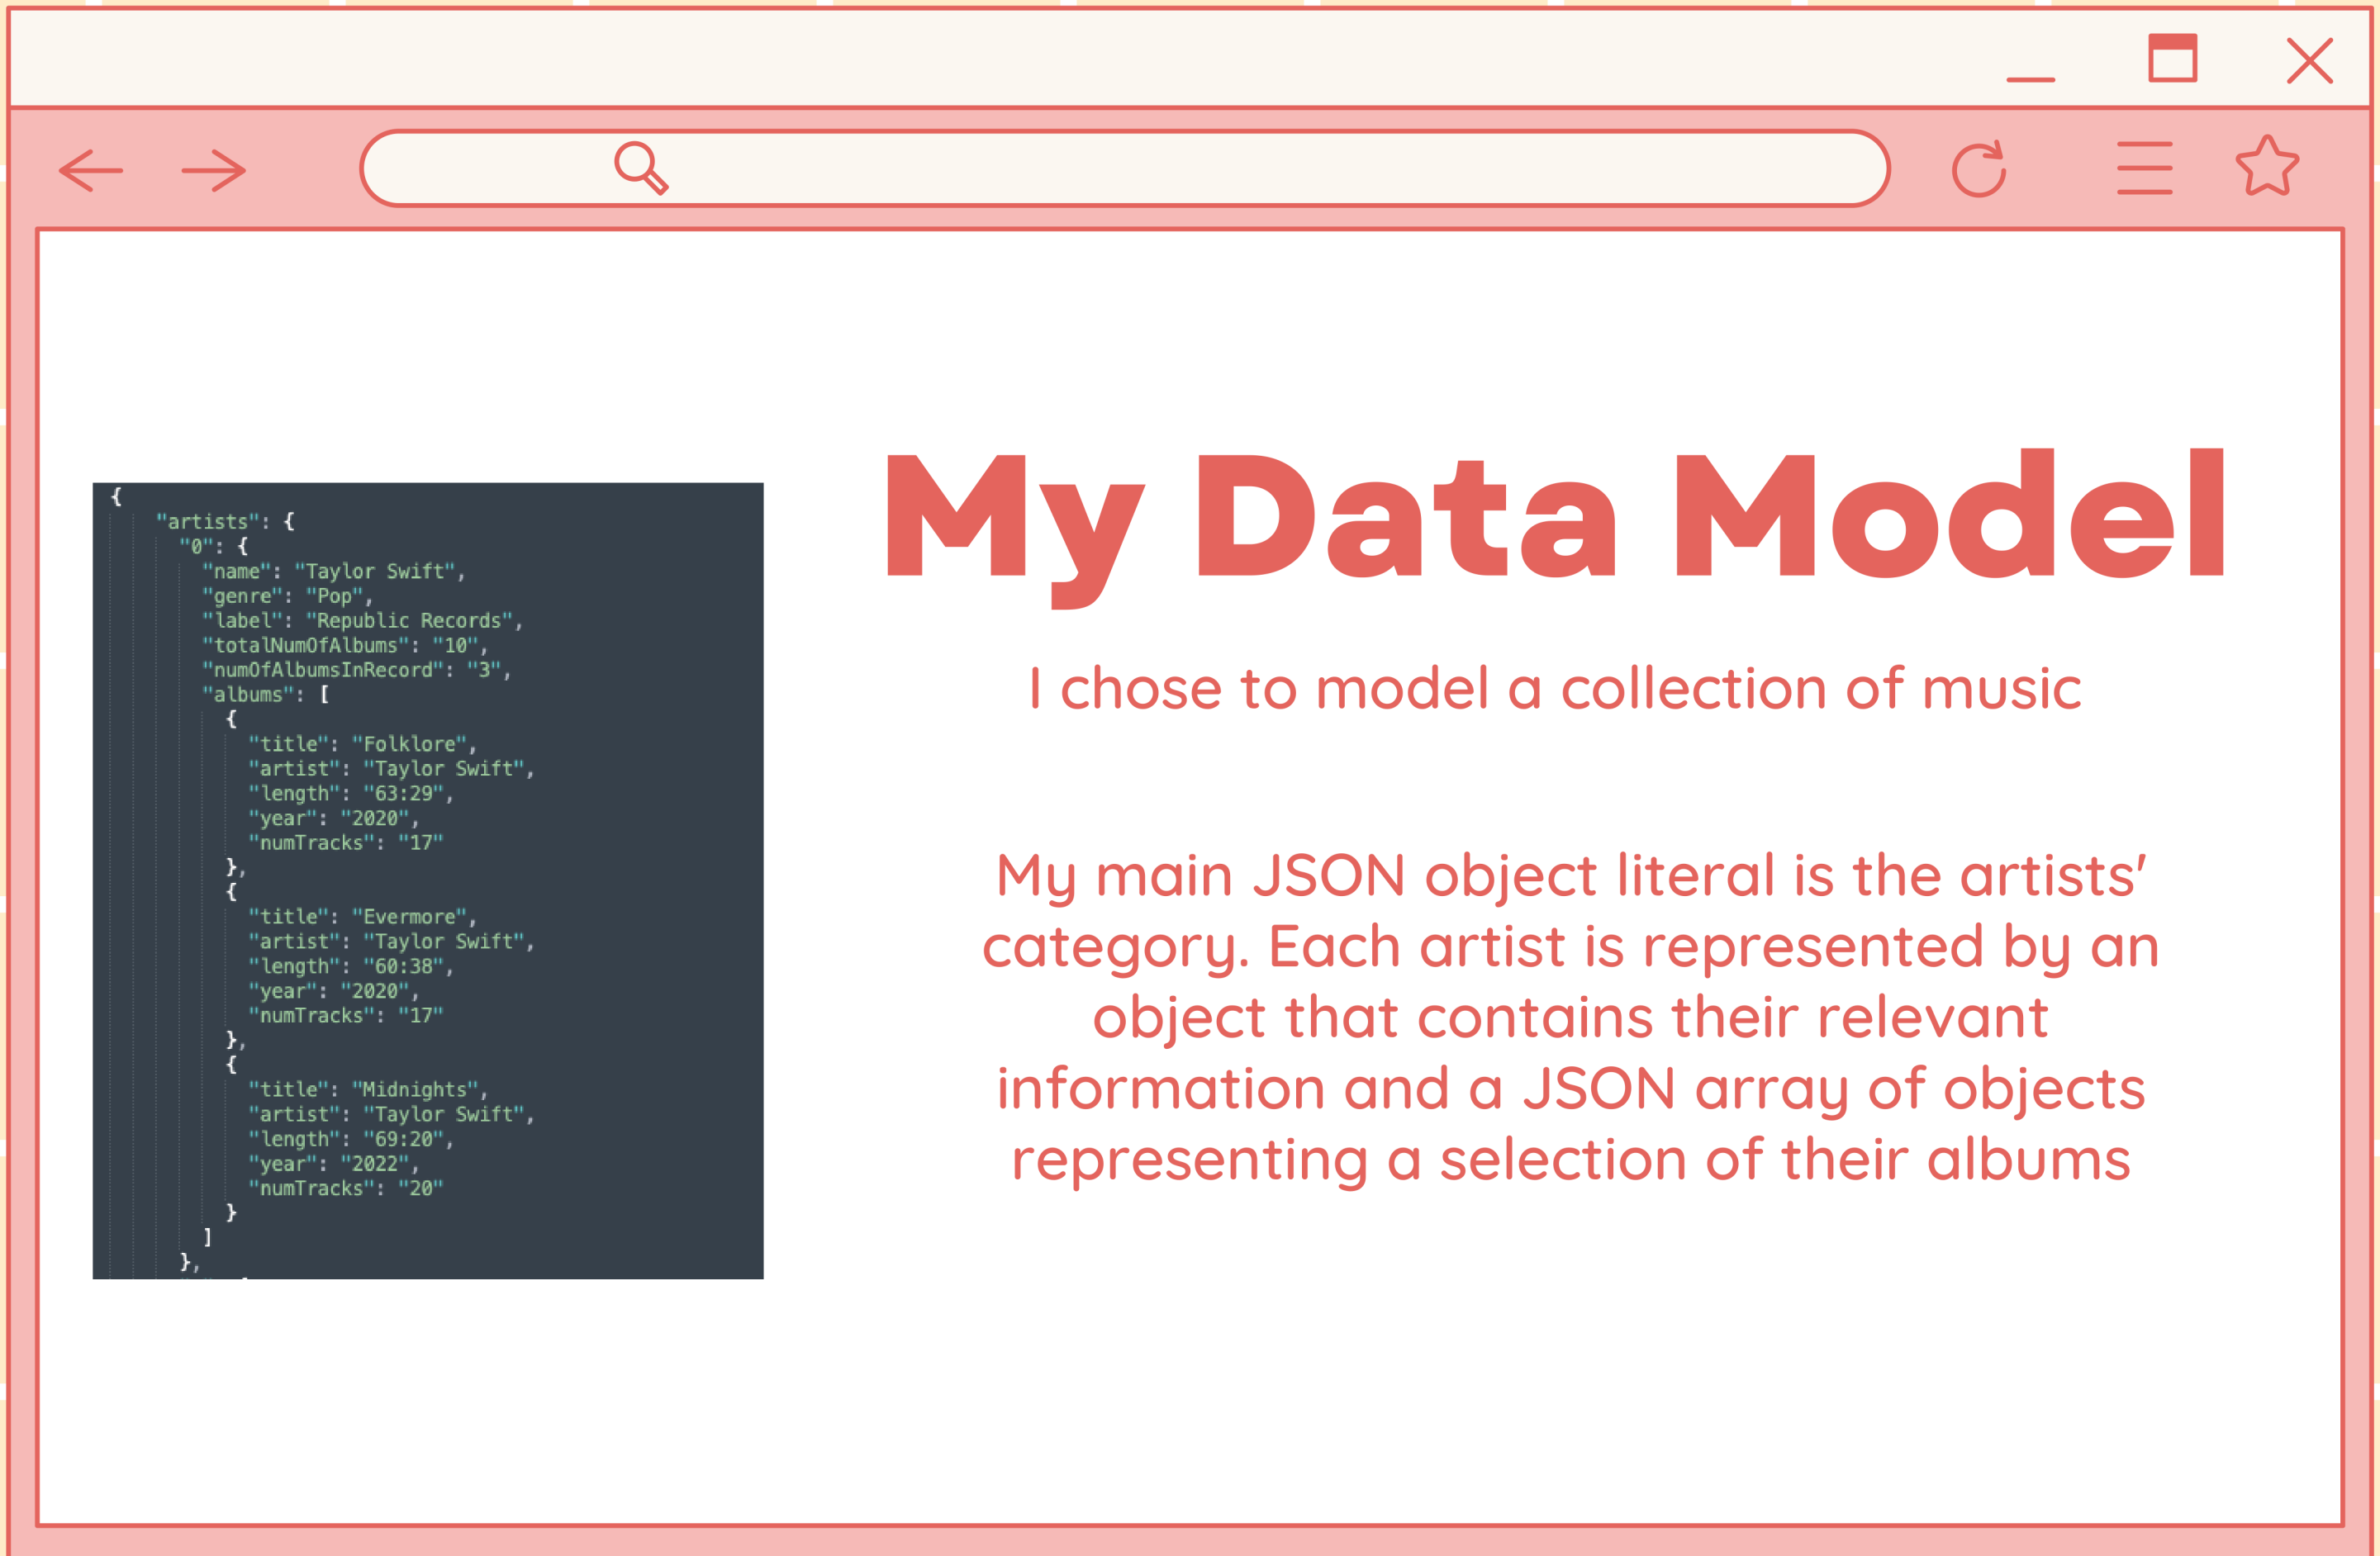 {
"artists": {
"0": {
"name": "Taylor Swift",
"genre": "Pop",
"label": "Republic Records",
"totalNumOfAlbums": "10",
"numOfAlbumsInRecord": "3",
"albums": [
{
"title": "Folklore",
"artist": "Taylor Swift",
"length": "63:29",
"year": "2020",
"numTracks": "17"
},
{
"title": "Evermore",
"artist": "Taylor Swift",
"length": "60:38",
"year": "2020",
"numTracks": "17"
},
{
"title": "Midnights",
"artist": "Taylor Swift",
"length": "69:20",
"year": "2022",
"numTracks": "20"
}
]
},
My Data Model
I chose to model a collection of music
My main JSON object literal is the artists’
category. Each artist is represented by an
object that contains their relevant
information and a JSON array of objects
representing a selection of their albums